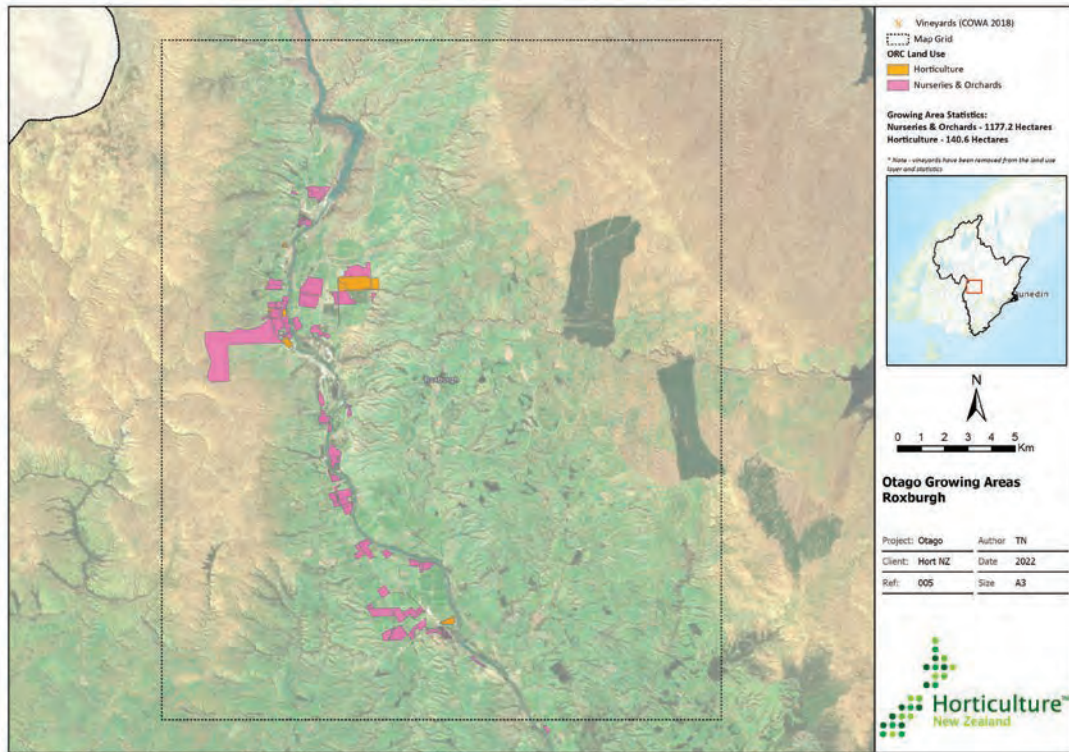 Vineyards (COWA 2018)
Map Grid
ORC Land Use
Horticulture
Nurseries & Orchards
Growing Area Statistics:
Nurseries & Orchards - 1177.2 Hectares
Horticulture - 140.6 Hectares
* Note - vineyards have been removed from the land use
layer and statistics
unedin
N
0 1 2 3 4 5
Km
Otago Growing Areas
Roxburgh
Project: Otago Author TN
Client: Hort NZ Date 2022
Ref: 005 Size A3
Horticulture™
New Zealand
Roxburgh